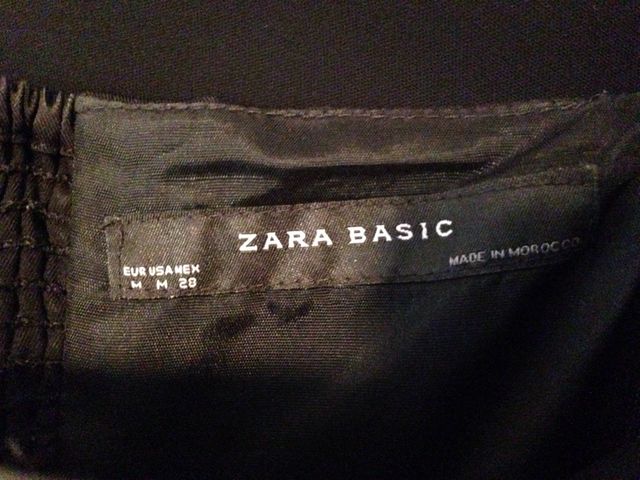 ZARA BASIC
EUR USA MEX
M M 28
MADE IN MOROCCO